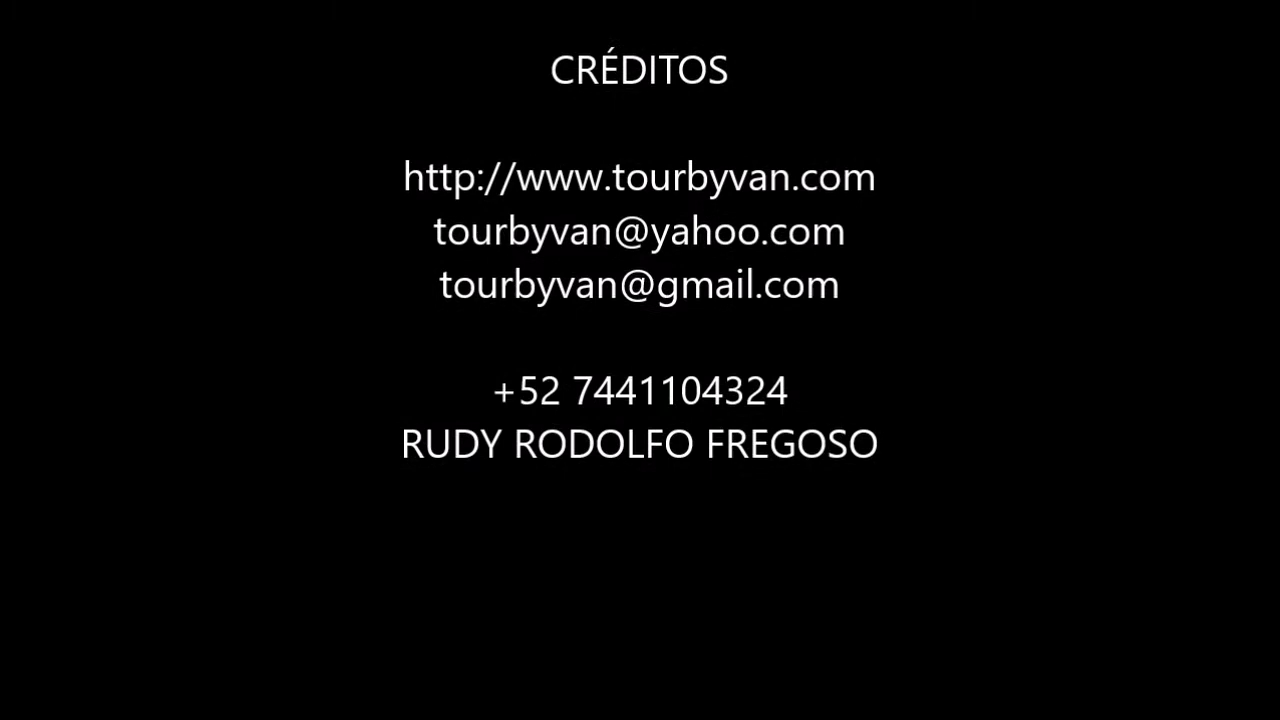 CRÉDITOS
http://www.tourbyvan.com
tourbyvan@yahoo.com
tourbyvan@gmail.com
+52 7441104324
RUDY RODOLFO FREGOSO